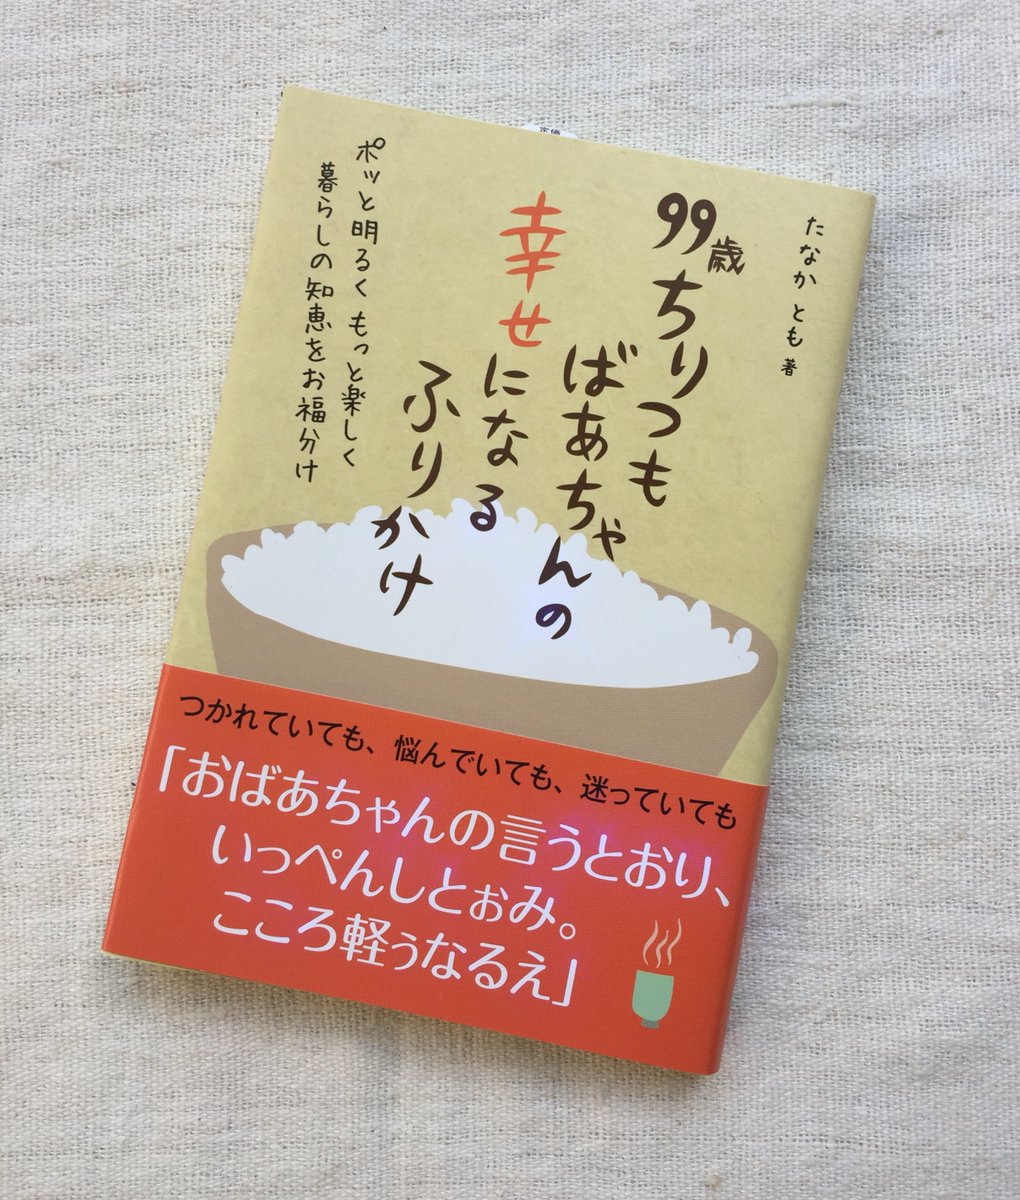 定価
たなか とも 著
99歳 ちりつも
ばあちゃんの
幸せになる
ふりかけ
ポッと明るく もっと楽しく
暮らしの知恵をお福分け
つかれていても、悩んでいても、迷っていても
「おばあちゃんの言うとおり、
いっぺんしとぉみ。
こころ軽ぅなるえ」